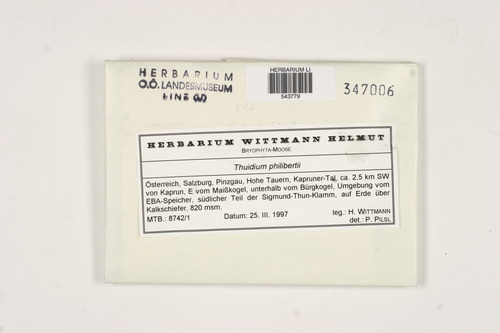 HERBARIUM
O.Ö. LANDESMUSEUM
LINZ (LI)
HERBARIUM LI
543779
347006
HERBARIUM WITTMANN HELMUT
BRYOPHYTA-MOOSE
Thuidium philibertii
Österreich, Salzburg, Pinzgau, Hohe Tauern, Kapruner-Tal, ca. 2,5 km SW
von Kaprun, E vom Maißkogel, unterhalb vom Bürgkogel, Umgebung vom
EBA-Speicher, südlicher Teil der Sigmund-Thun-Klamm, auf Erde über
Kalkschiefer, 820 msm.
MTB.: 8742/1 Datum: 25. III. 1997 leg.: H. WITTMANN
det.: P. PILSL